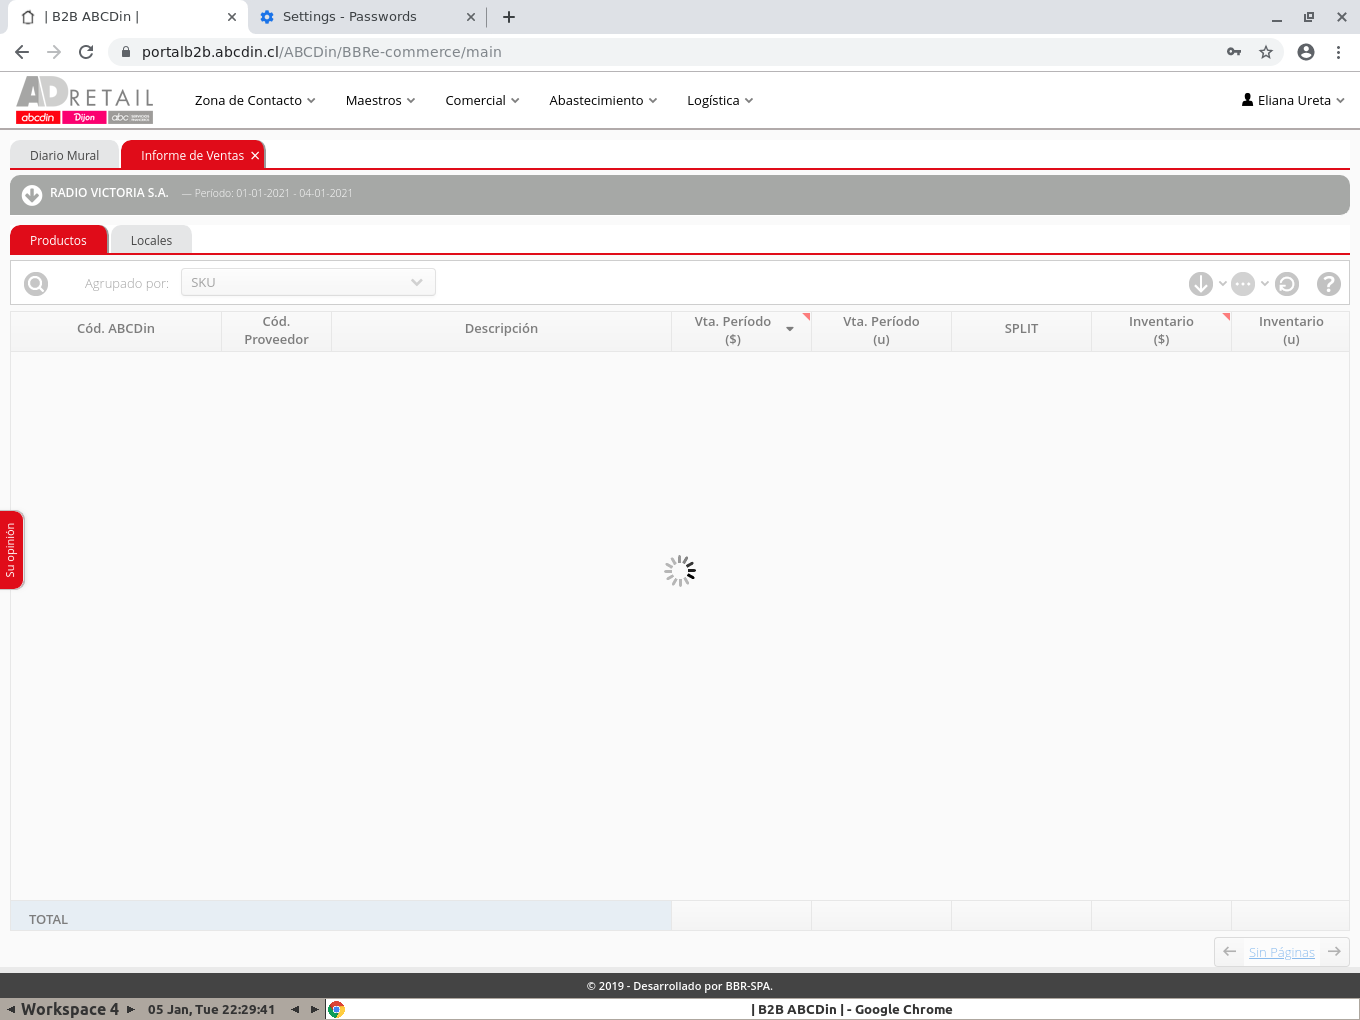 | B2B ABCDin |
Settings - Passwords
portalb2b.abcdin.cl/ABCDin/BBRe-commerce/main
ADRETAIL
abcdin Dijon abc
Zona de Contacto Maestros Comercial Abastecimiento Logística Eliana Ureta
Diario Mural Informe de Ventas
RADIO VICTORIA S.A. — Período: 01-01-2021 - 04-01-2021
Productos Locales
Agrupado por: SKU
Cód. ABCDin
Cód.
Proveedor
Descripción
Vta. Período
($)
Vta. Período
(u)
SPLIT
Inventario
($)
Inventario
(u)
Su opinión
TOTAL
Sin Páginas
© 2019 - Desarrollado por BBR-SPA.
Workspace 4 05 Jan, Tue 22:29:41 | B2B ABCDin | - Google Chrome